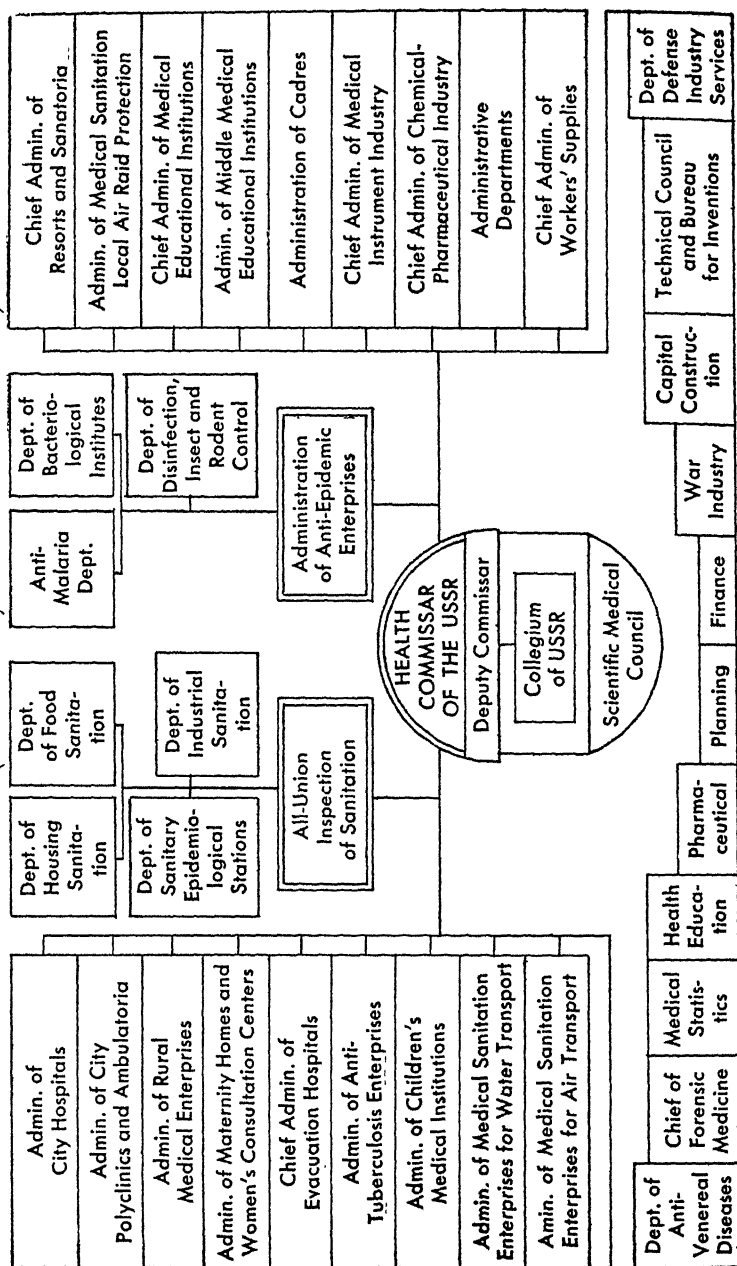 Admin. of
City Hospitals
Admin. of City
Polyclinics and Ambulatoria
Admin. of Rural
Medical Enterprises
Admin. of Maternity Homes and
Women's Consultation Centers
Chief Admin. of
Evacuation Hospitals
Admin. of Anti-
Tuberculosis Enterprises
Admin. of Children's
Medical Institutions
Admin. of Medical Sanitation
Enterprises for Water Transport
Amin. of Medical Sanitation
Enterprises for Air Transport
Dept. of
Housing
Sanita-
tion
Dept.
of Food
Sanita-
tion
Dept. of
Sanitary
Epidemio-
logical
Stations
Dept. of
Industrial
Sanita-
tion
All-Union
Inspection
of Sanitation
Anti-
Malaria
Dept.
Dept. of
Bacterio-
logical
Institutes
Dept. of
Disinfection,
Insect and
Rodent
Control
Administration
of Anti-Epidemic
Enterprises
HEALTH
COMMISSAR
OF THE USSR
Deputy Commissar
Collegium
of USSR
Scientific Medical
Council
Chief Admin. of
Resorts and Sanatoria
Admin. of Medical Sanitation
Local Air Raid Protection
Chief Admin. of Medical
Educational Institutions
Admin. of Middle Medical
Educational Institutions
Administration of Cadres
Chief Admin. of Medical
Instrument Industry
Chief Admin. of Chemical-
Pharmaceutical Industry
Administrative
Departments
Chief Admin. of
Workers' Supplies
Dept. of
Anti-
Venereal
Diseases
Chief of
Forensic
Medicine
Medical
Statis-
tics
Health
Educa-
tion
Pharma-
ceutical
Planning
Finance
War
Industry
Capital
Construc-
tion
Technical Council
and Bureau
for Inventions
Dept. of
Defense
Industry
Services